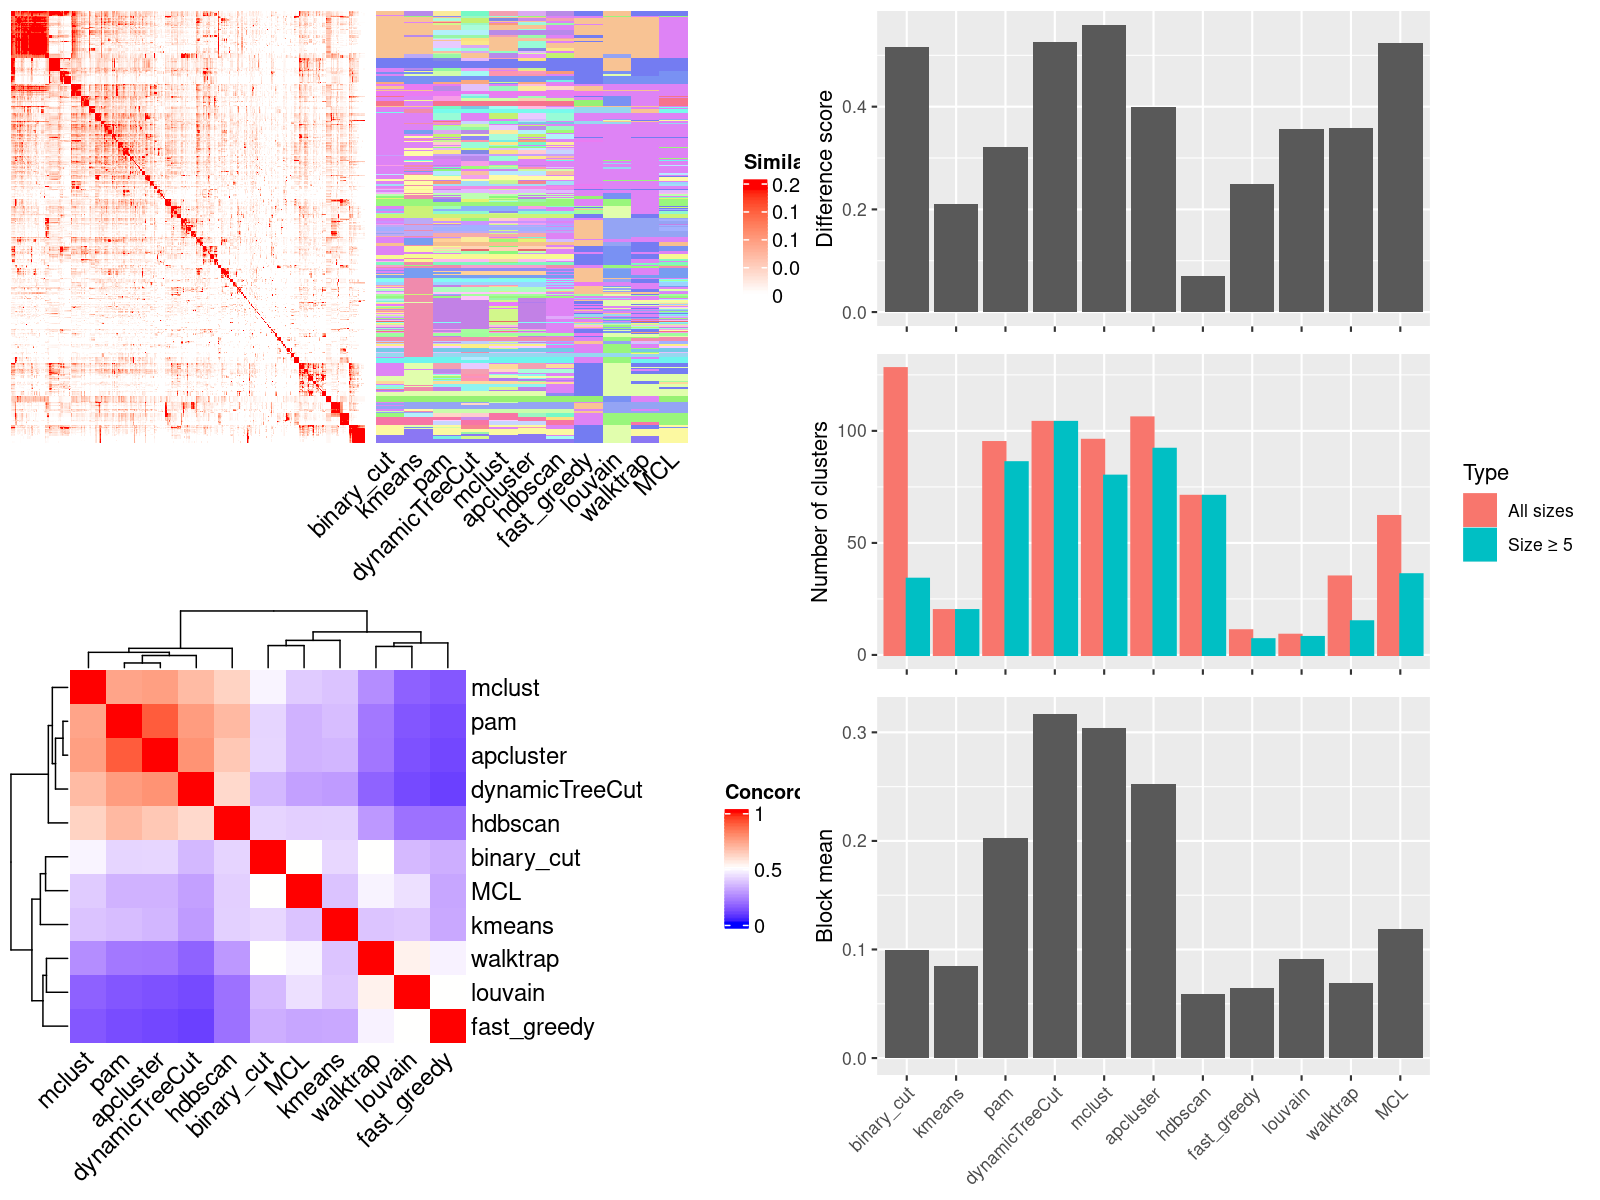 Simila
0.2
0.1
0.1
0.0
0
binary_cut
kmeans
pam
dynamicTreeCut
mclust
apcluster
hdbscan
fast_greedy
louvain
walktrap
MCL
mclust
pam
apcluster
dynamicTreeCut
hdbscan
binary_cut
MCL
kmeans
walktrap
louvain
fast_greedy
mclust
pam
apcluster
dynamicTreeCut
hdbscan
binary_cut
MCL
kmeans
walktrap
louvain
fast_greedy
Concorc
1
0.5
0
Difference score
0.4
0.2
0.0
Number of clusters
100
50
0
Type
All sizes
Size ≥ 5
Block mean
0.3
0.2
0.1
0.0
binary_cut
kmeans
pam
dynamicTreeCut
mclust
apcluster
hdbscan
fast_greedy
louvain
walktrap
MCL